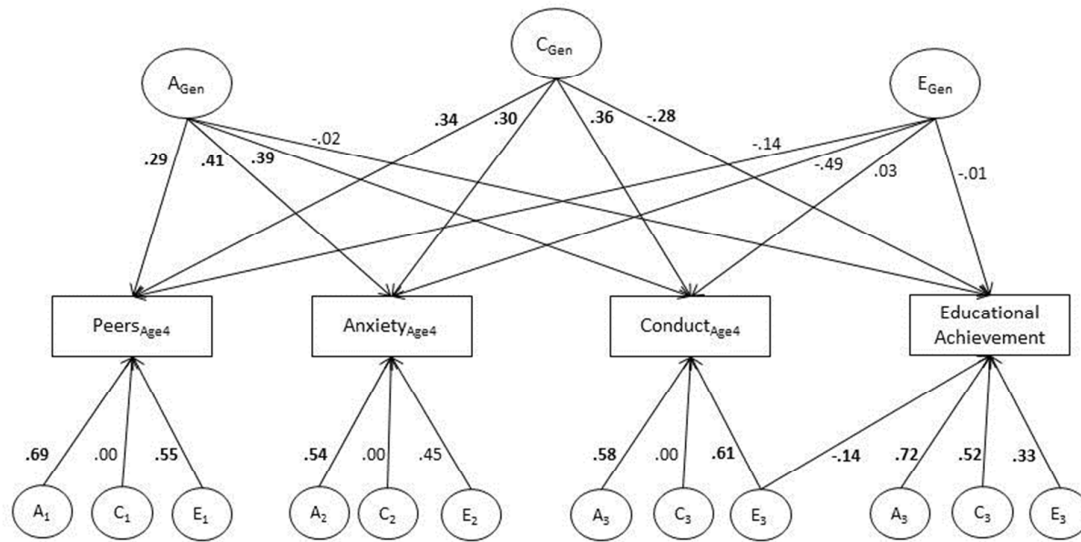 C_Gen
A_Gen
E_Gen
.34
.30
.36
-.28
-.02
-.14
.29
.41
.39
-.49
.03
-.01
Peers_Age4
Anxiety_Age4
Conduct_Age4
Educational
Achievement
.69
.00
.55
.54
.00
.45
.58
.00
.61
-.14
.72
.52
.33
A_1
C_1
E_1
A_2
C_2
E_2
A_3
C_3
E_3
A_3
C_3
E_3